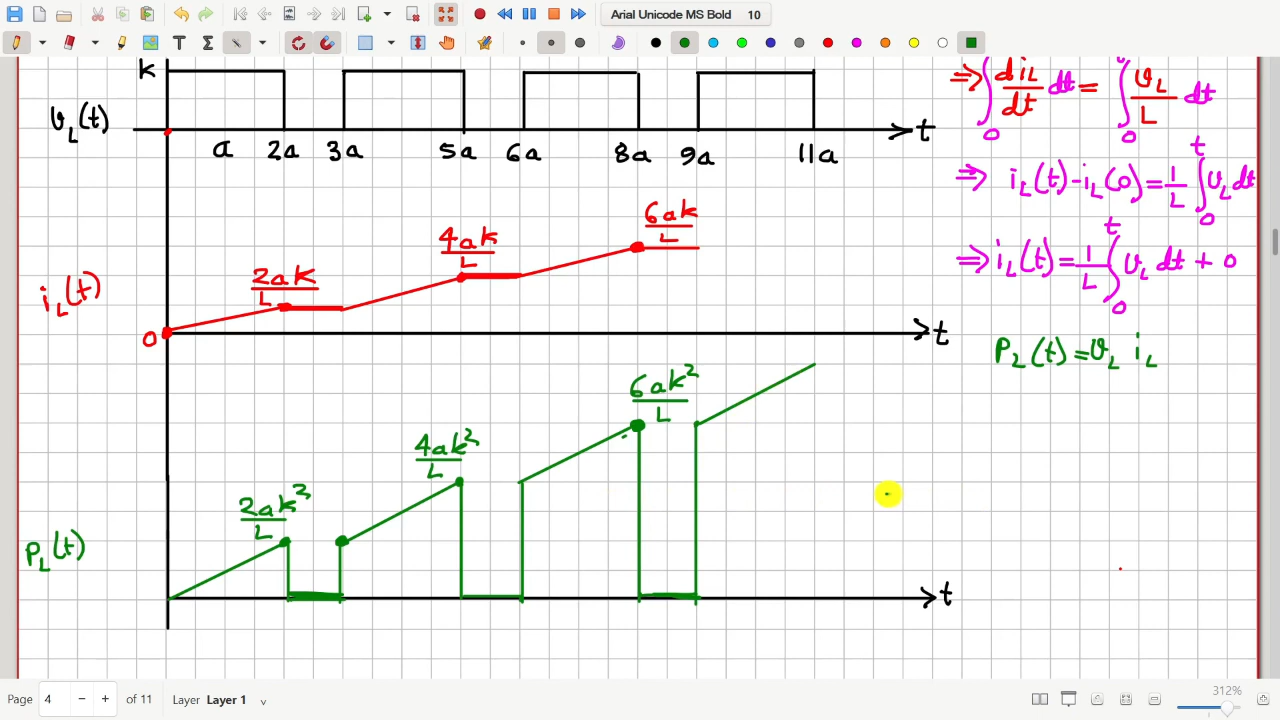 Arial Unicode MS Bold 10
k
v_L(t)
a 2a 3a 5a 6a 8a 9a 11a
t
⇒ ∫₀ di_L/dt dt = ∫₀ v_L/L dt
⇒ i_L(t) - i_L(0) = 1/L ∫₀ᵗ v_L dt
⇒ i_L(t) = 1/L ∫₀ᵗ v_L dt + 0
P_L(t) = v_L i_L
i_L(t)
0
2ak/L
4ak/L
6ak/L
t
P_L(t)
2ak²/L
4ak²/L
6ak²/L
t
Page 4 - + of 11 Layer Layer 1
312%